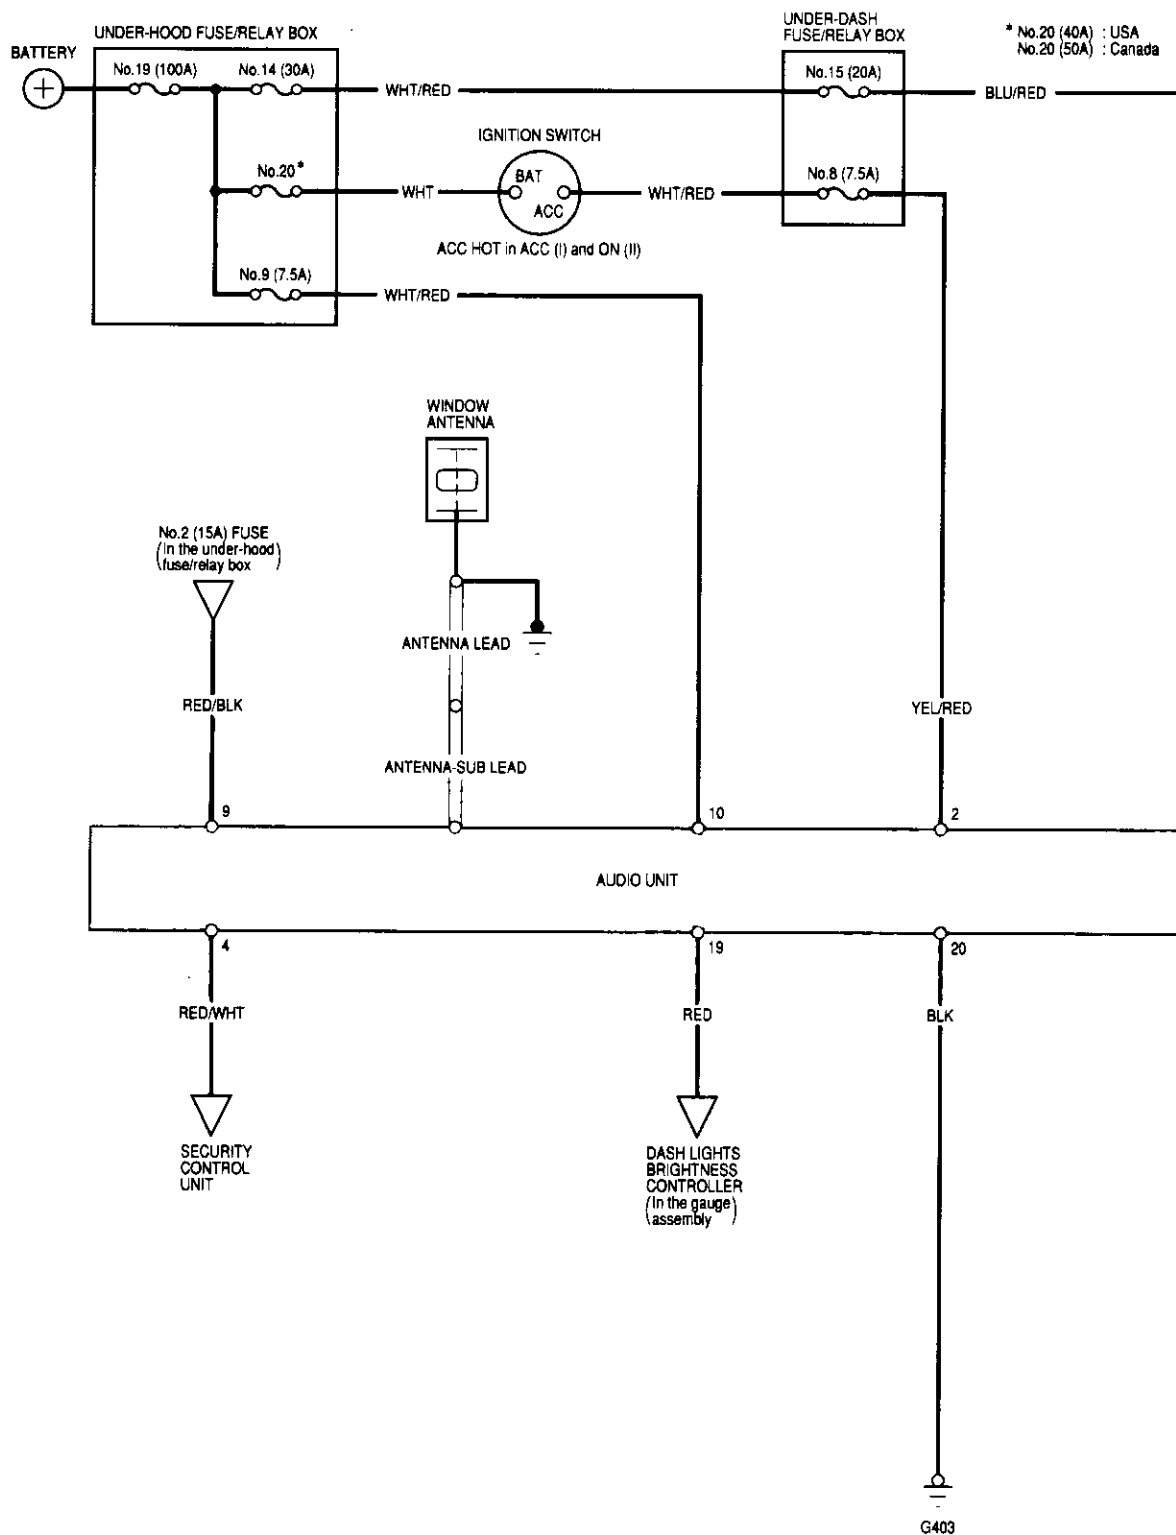 UNDER-HOOD FUSE/RELAY BOX
UNDER-DASH
FUSE/RELAY BOX
* No.20 (40A) : USA
No.20 (50A) : Canada
BATTERY
No.19 (100A)
No.14 (30A)
WHT/RED
No.15 (20A)
BLU/RED
IGNITION SWITCH
No.20*
WHT
BAT
ACC
WHT/RED
No.8 (7.5A)
ACC HOT in ACC (I) and ON (II)
No.9 (7.5A)
WHT/RED
WINDOW
ANTENNA
No.2 (15A) FUSE
(In the under-hood)
(fuse/relay box)
ANTENNA LEAD
RED/BLK
YEL/RED
ANTENNA-SUB LEAD
9
10
2
AUDIO UNIT
4
19
20
RED/WHT
RED
BLK
SECURITY
CONTROL
UNIT
DASH LIGHTS
BRIGHTNESS
CONTROLLER
(In the gauge)
(assembly)
G403